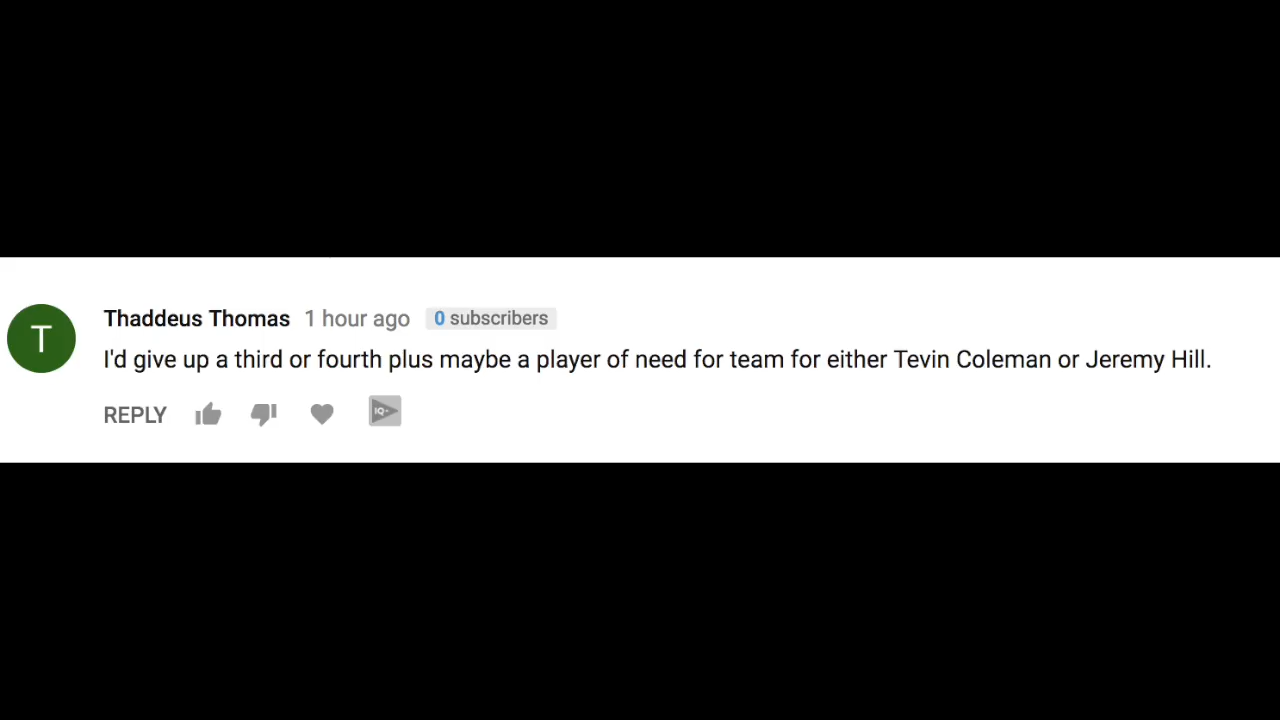 T
Thaddeus Thomas 1 hour ago 0 subscribers
I'd give up a third or fourth plus maybe a player of need for team for either Tevin Coleman or Jeremy Hill.
REPLY IQ+